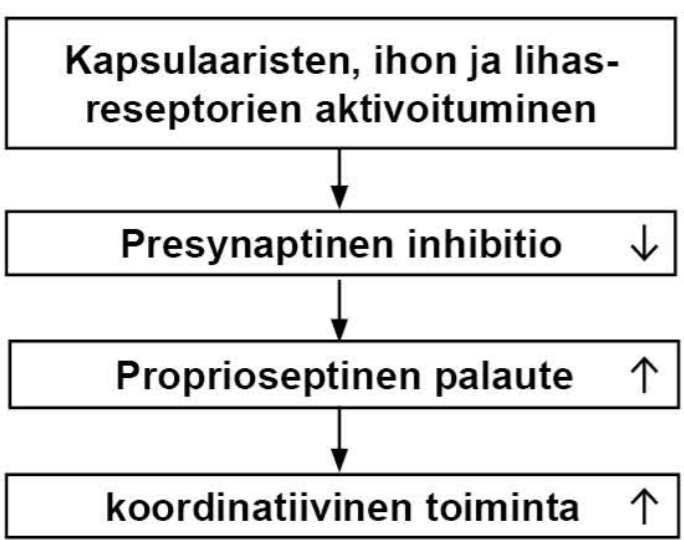 Kapsulaaristen, ihon ja lihas-
reseptorien aktivoituminen
Presynaptinen inhibitio ↓
Proprioseptinen palaute ↑
koordinatiivinen toiminta ↑